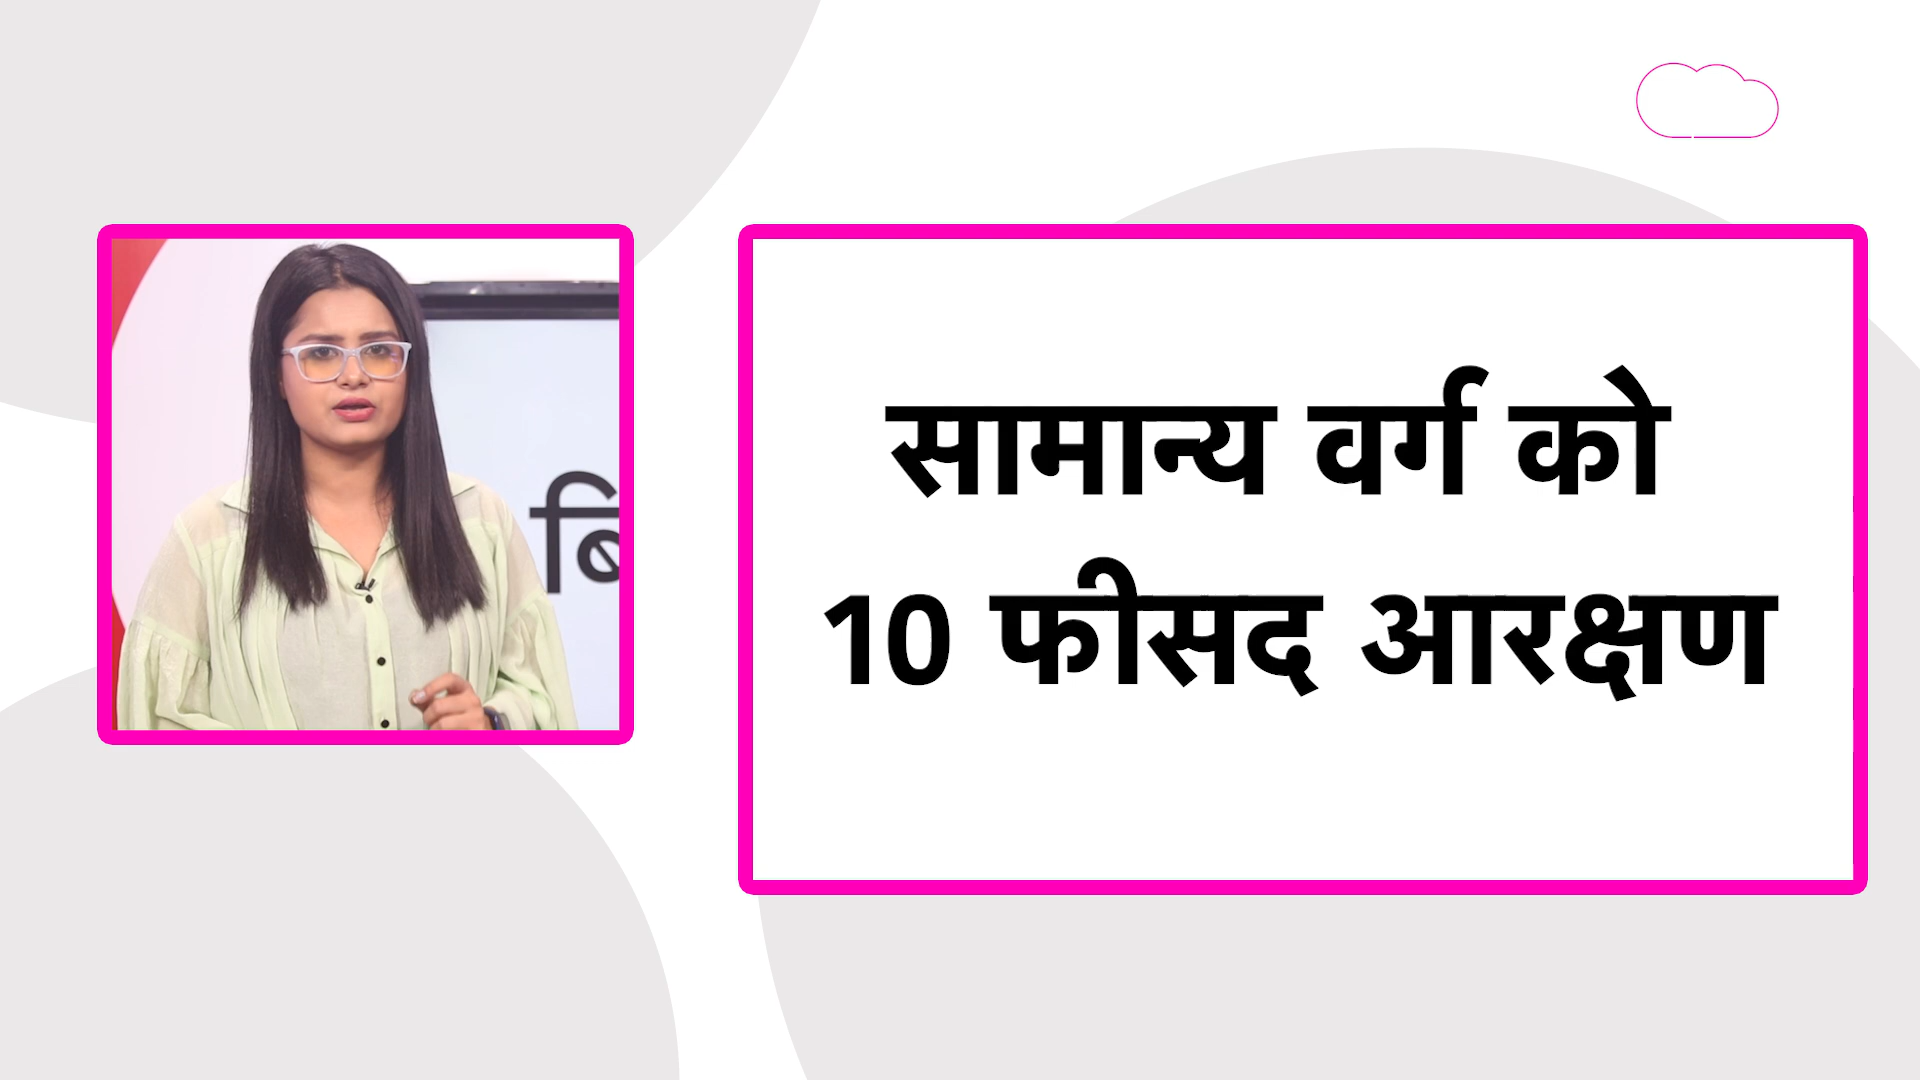 सामान्य वर्ग को
10 फीसद आरक्षण